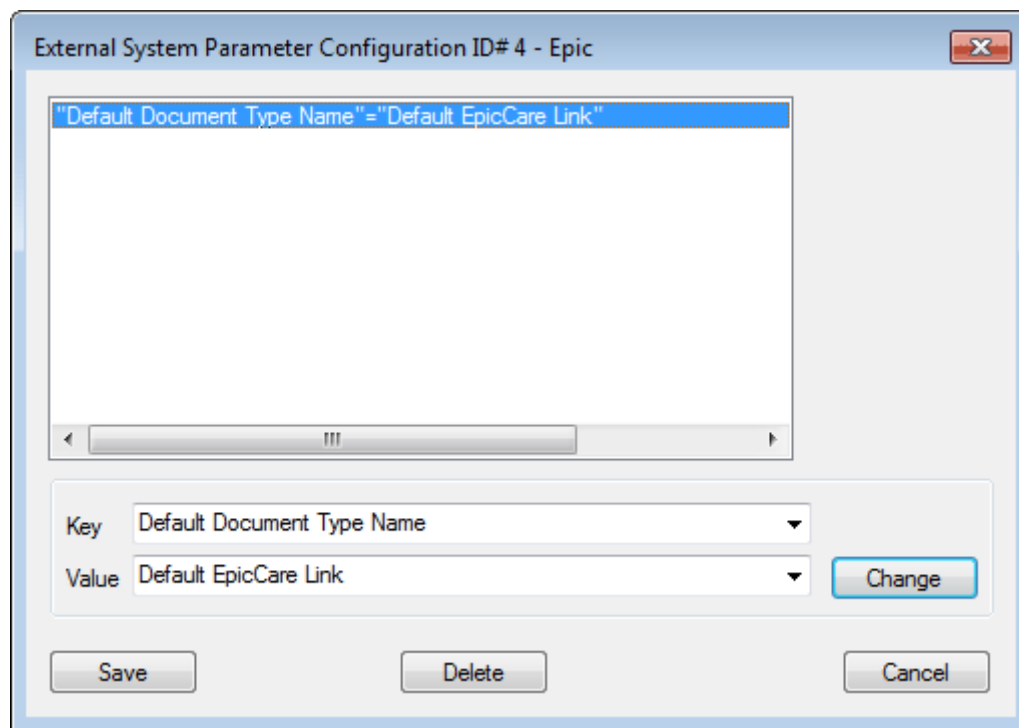 External System Parameter Configuration ID# 4 - Epic
"Default Document Type Name"="Default EpicCare Link"
Key Default Document Type Name
Value Default EpicCare Link Change
Save Delete Cancel